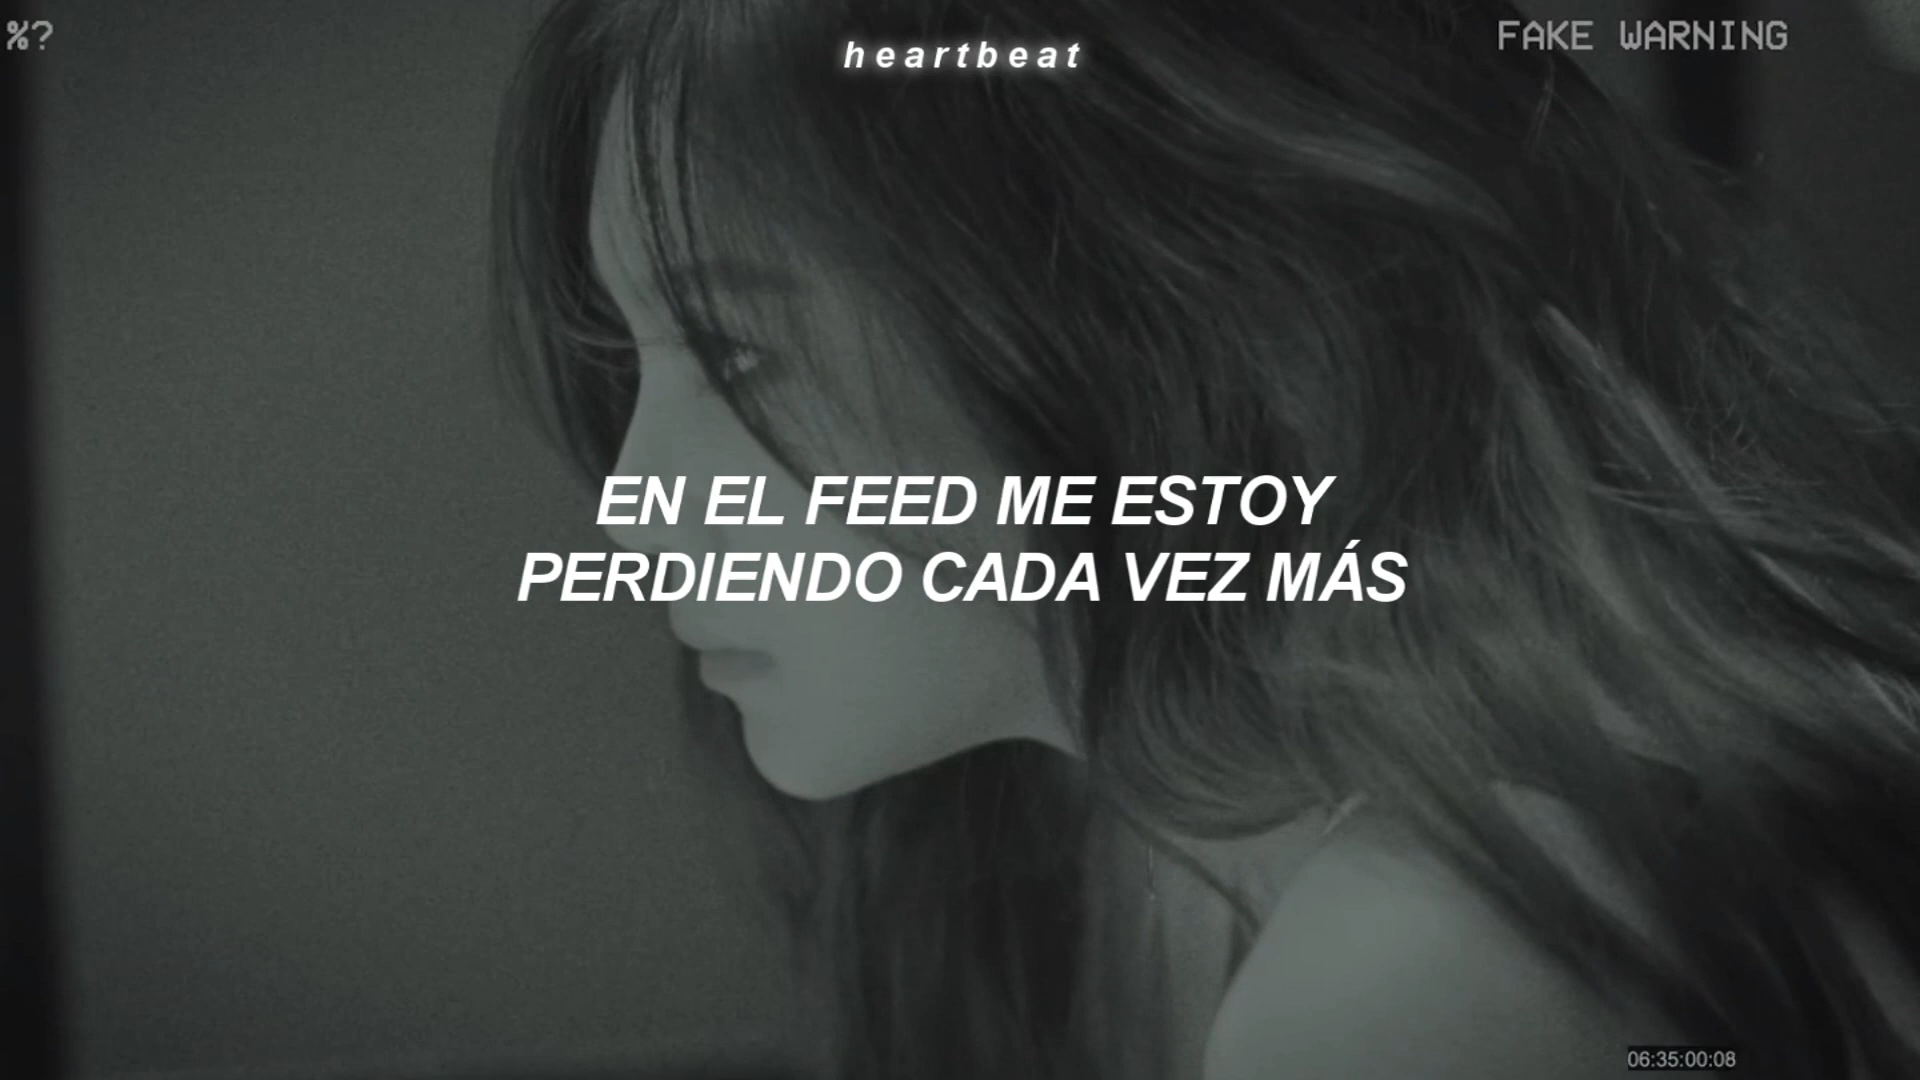 %?
heartbeat
FAKE WARNING
EN EL FEED ME ESTOY
PERDIENDO CADA VEZ MÁS
06:35:00:08